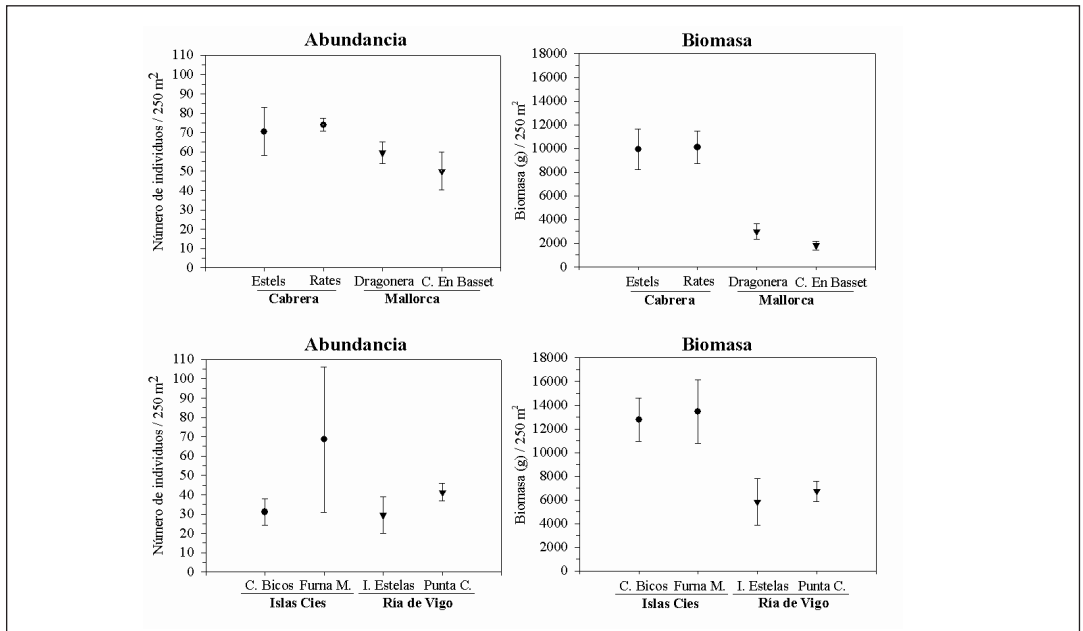 Abundancia
Número de individuos / 250 m²
110
100
90
80
70
60
50
40
30
20
10
0
Estels Rates Dragonera C. En Basset
Cabrera Mallorca
Biomasa
Biomasa (g) / 250 m²
18000
16000
14000
12000
10000
8000
6000
4000
2000
0
Estels Rates Dragonera C. En Basset
Cabrera Mallorca
Abundancia
Número de individuos / 250 m²
110
100
90
80
70
60
50
40
30
20
10
0
C. Bicos Furna M. I. Estelas Punta C.
Islas Cies Ría de Vigo
Biomasa
Biomasa (g) / 250 m²
18000
16000
14000
12000
10000
8000
6000
4000
2000
0
C. Bicos Furna M. I. Estelas Punta C.
Islas Cies Ría de Vigo